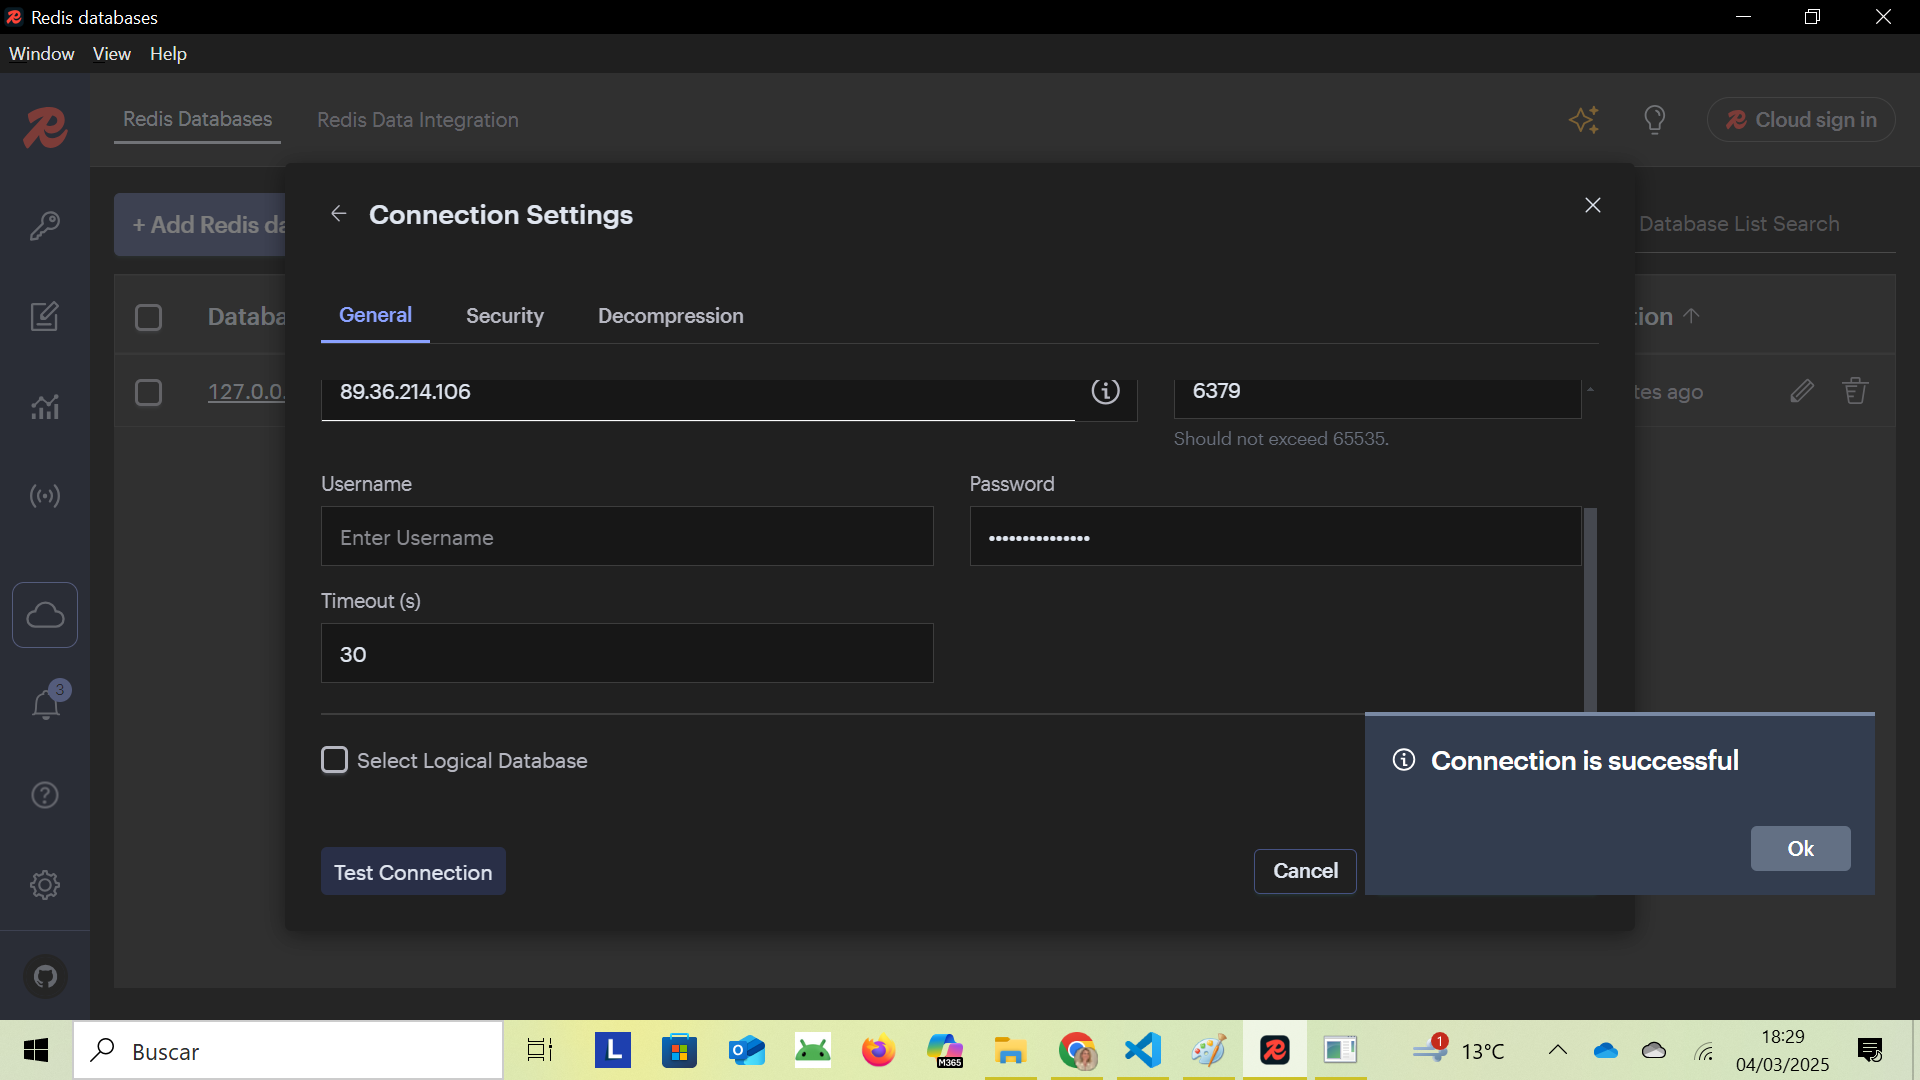 Redis databases
Window View Help
Redis Databases Redis Data Integration Cloud sign in
+ Add Redis da
Database List Search
Connection Settings
General Security Decompression
Databa
tion ↑
127.0.0.
tes ago
89.36.214.106
6379
Should not exceed 65535.
Username
Password
Enter Username
•••••••••••••••
Timeout (s)
30
3
Select Logical Database
Connection is successful
Ok
Test Connection
Cancel
Buscar
L
M365
1
13°C
18:29
04/03/2025